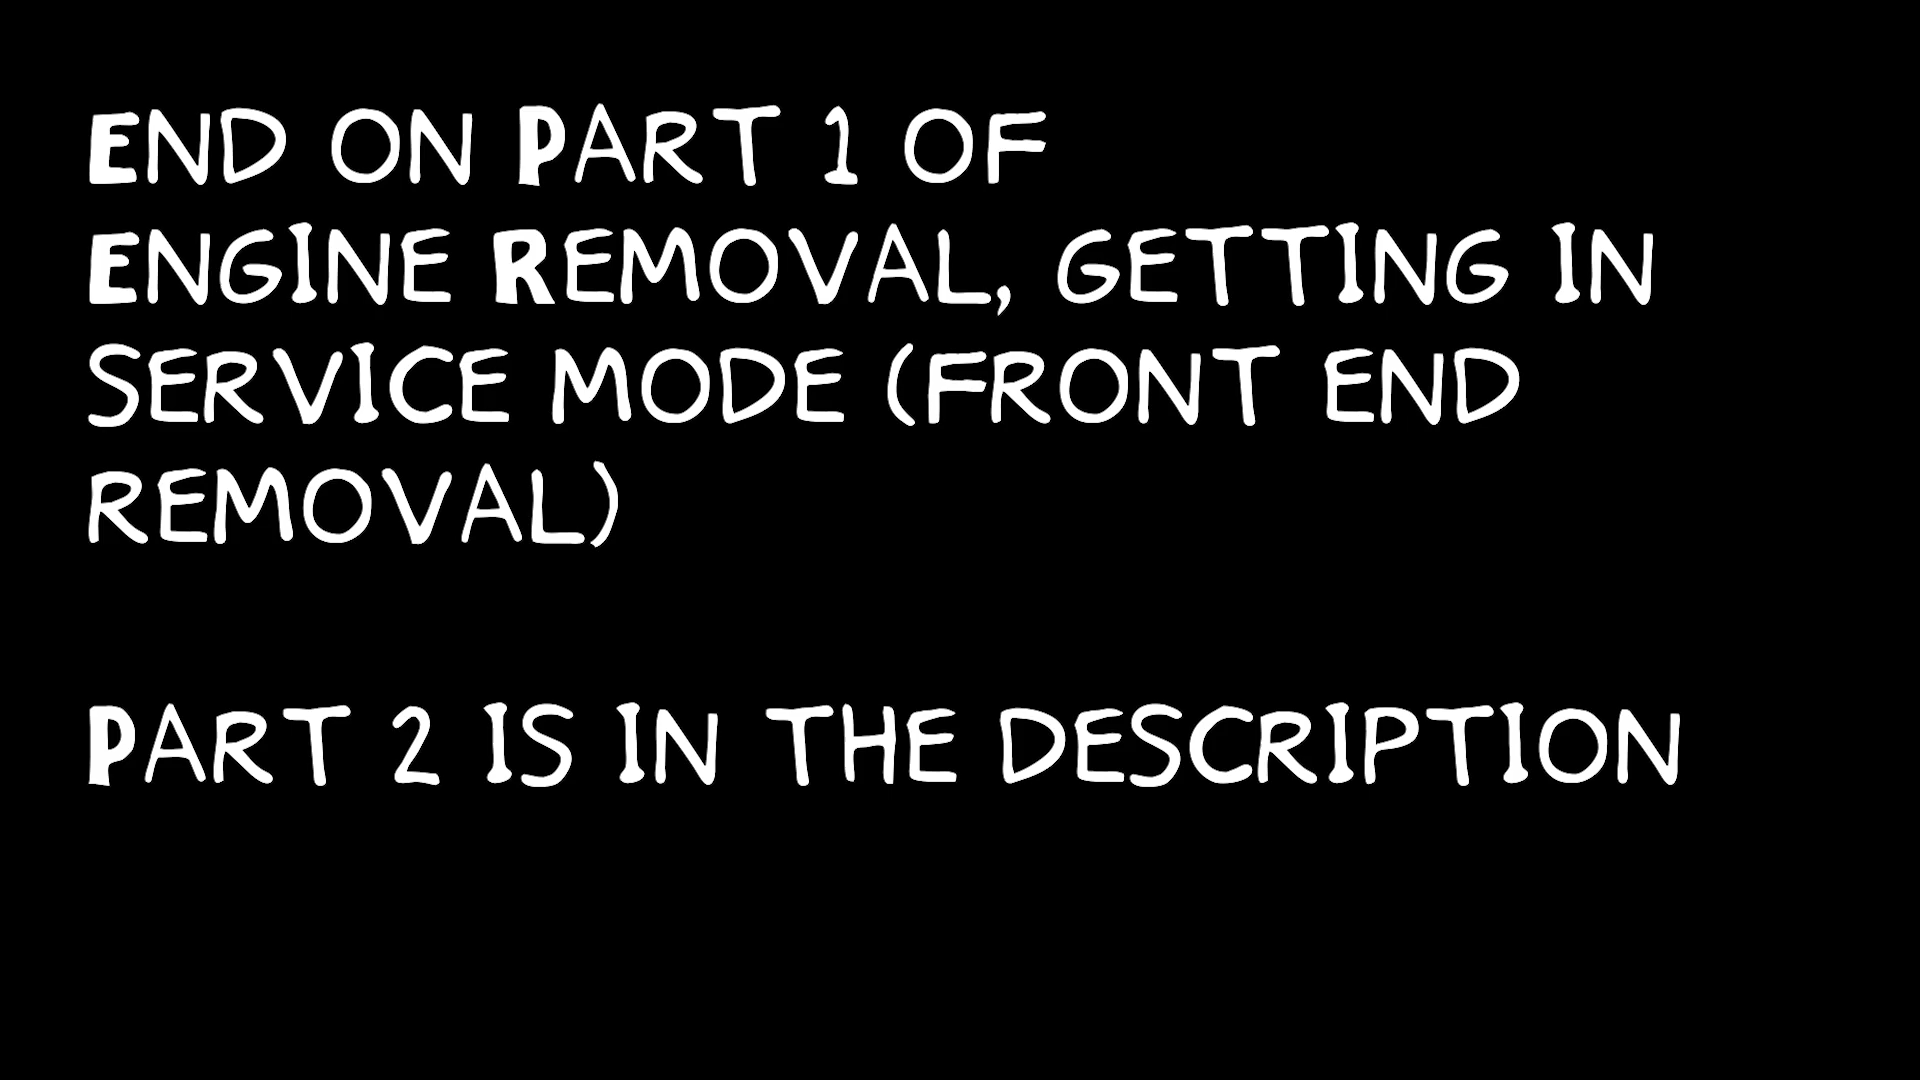 End on Part 1 of
Engine Removal, getting in
service mode (front end
removal)
Part 2 is in the description